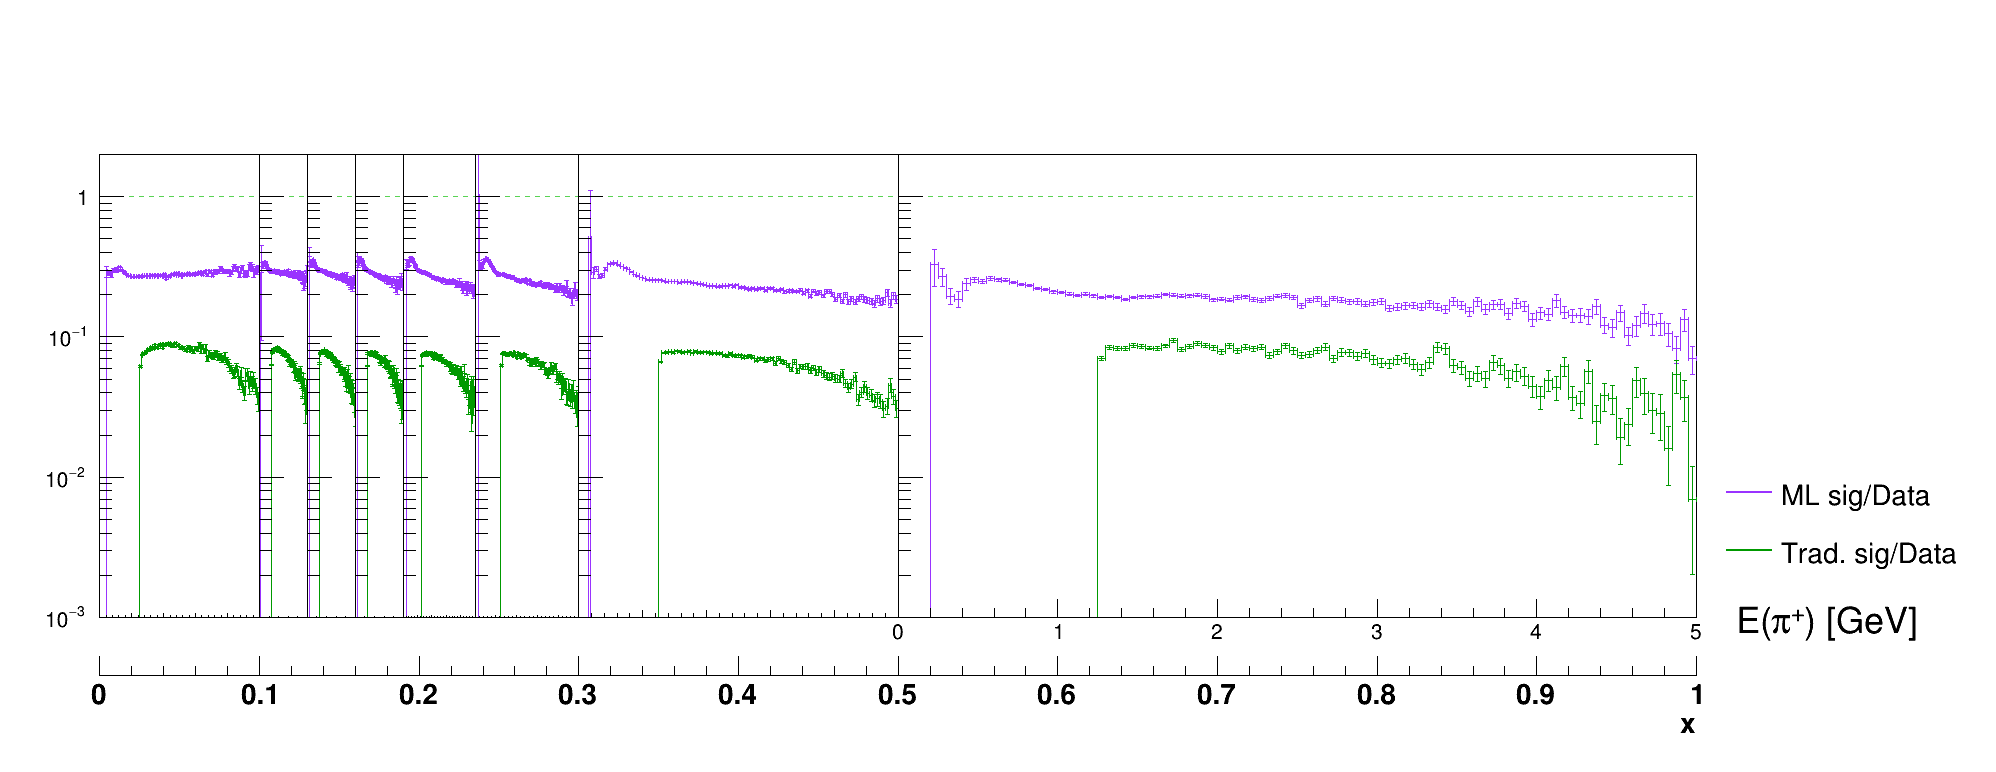 1
10⁻¹
10⁻²
10⁻³
ML sig/Data
Trad. sig/Data
E(π⁺) [GeV]
0 1 2 3 4 5
0 0.1 0.2 0.3 0.4 0.5 0.6 0.7 0.8 0.9 1
x